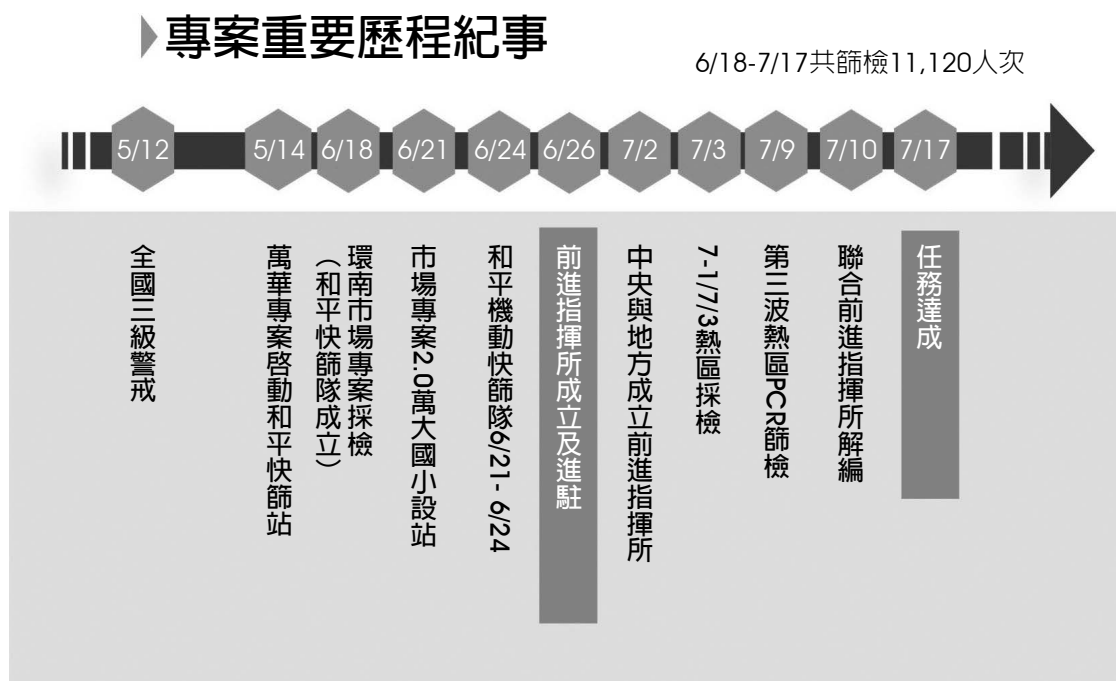 專案重要歷程紀事
6/18-7/17共篩檢11,120人次
5/12
5/14
6/18
6/21
6/24
6/26
7/2
7/3
7/9
7/10
7/17
全國三級警戒
萬華專案啓動和平快篩站
環南市場專案採檢
（和平快篩隊成立）
市場專案2.0萬大國小設站
和平機動快篩隊6/21- 6/24
前進指揮所成立及進駐
中央與地方成立前進指揮所
7-1/7/3熱區採檢
第三波熱區PCR篩檢
聯合前進指揮所解編
任務達成